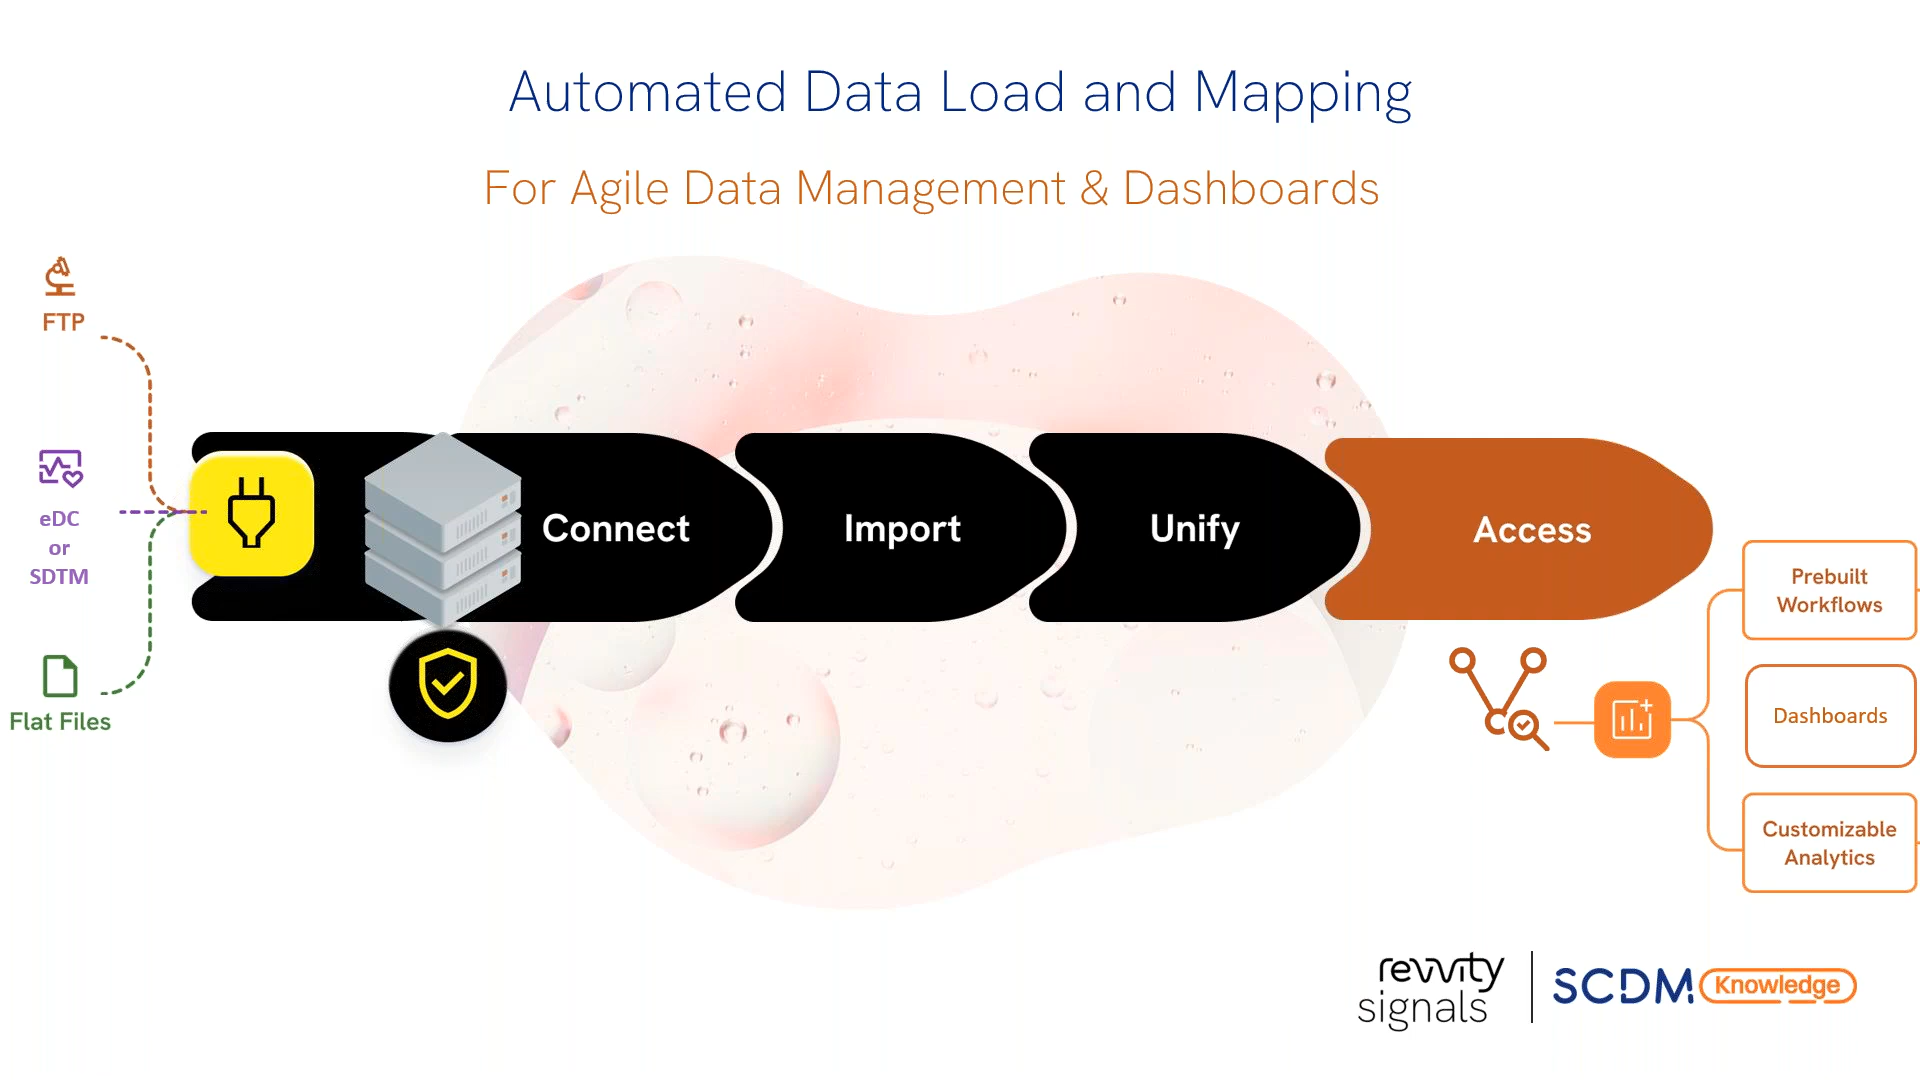 Automated Data Load and Mapping
For Agile Data Management & Dashboards
FTP
eDC
or
SDTM
Flat Files
Connect
Import
Unify
Access
Prebuilt
Workflows
Dashboards
Customizable
Analytics
revvity
signals
SCDM Knowledge